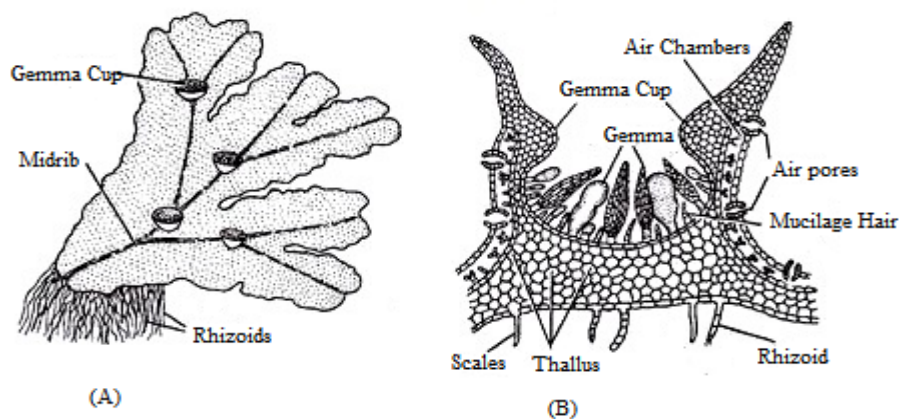 Gemma Cup
Midrib
Rhizoids
(A)
Air Chambers
Gemma Cup
Gemma
Air pores
Mucilage Hair
Scales
Thallus
Rhizoid
(B)